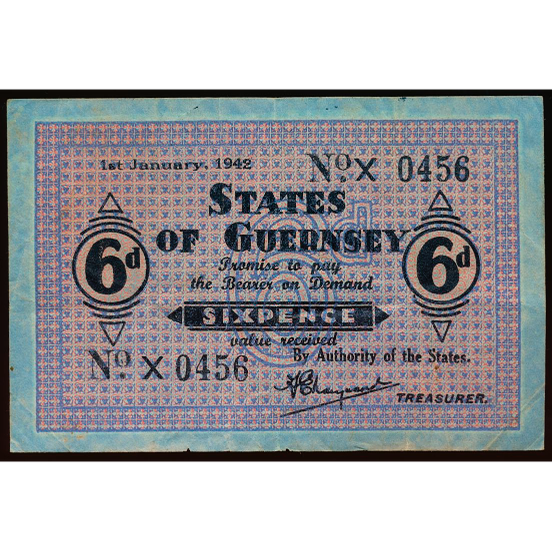 1st January, 1942
No X 0456
STATES
OF GUERNSEY
6d
6d
Promise to pay
the Bearer on Demand
SIXPENCE
value received
By Authority of the States.
No X 0456
TREASURER.